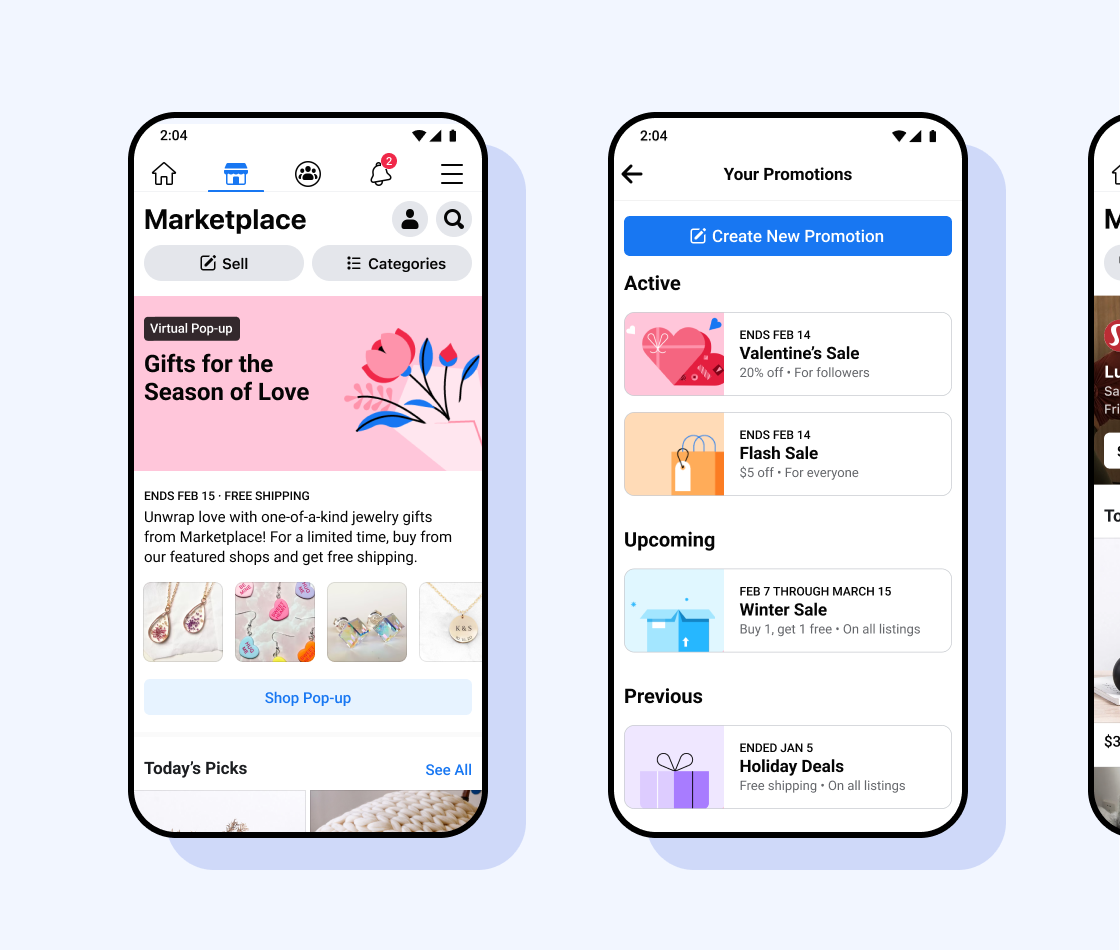 2:04
2
Marketplace
Sell
Categories
Virtual Pop-up
Gifts for the
Season of Love
ENDS FEB 15 · FREE SHIPPING
Unwrap love with one-of-a-kind jewelry gifts
from Marketplace! For a limited time, buy from
our featured shops and get free shipping.
K & S
Shop Pop-up
Today’s Picks
See All
2:04
Your Promotions
Create New Promotion
Active
ENDS FEB 14
Valentine’s Sale
20% off • For followers
ENDS FEB 14
Flash Sale
$5 off • For everyone
Upcoming
FEB 7 THROUGH MARCH 15
Winter Sale
Buy 1, get 1 free • On all listings
Previous
ENDED JAN 5
Holiday Deals
Free shipping • On all listings
M
Lu
Sa
Fri
To
$3